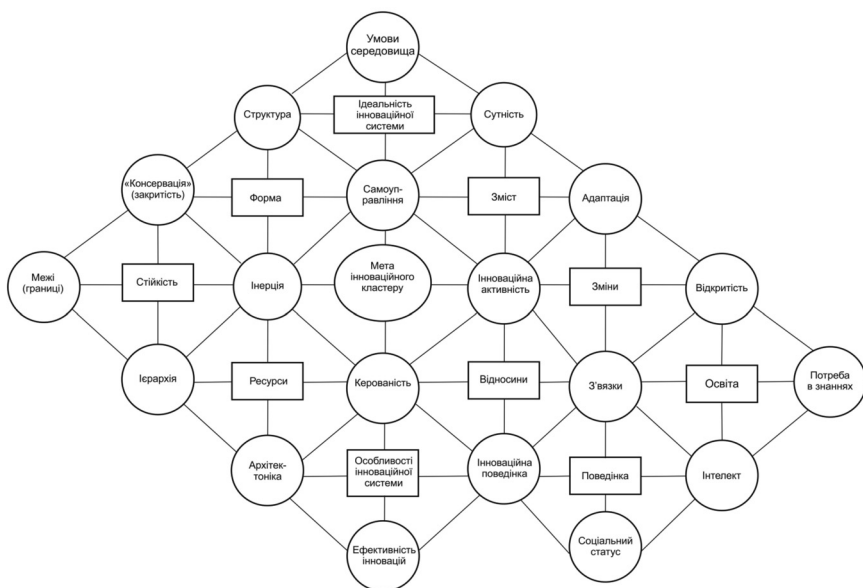 Умови
середовища
Структура
Ідеальність
інноваційної
системи
Сутність
«Консервація»
(закритість)
Форма
Самоуп-
равління
Зміст
Адаптація
Межі
(границі)
Стійкість
Інерція
Мета
інноваційного
кластеру
Інноваційна
активність
Зміни
Відкритість
Ієрархія
Ресурси
Керованість
Відносини
З’вязки
Освіта
Потреба
в знаннях
Архітек-
тоніка
Особливості
інноваційної
системи
Інноваційна
поведінка
Поведінка
Інтелект
Ефективність
інновацій
Соціальний
статус